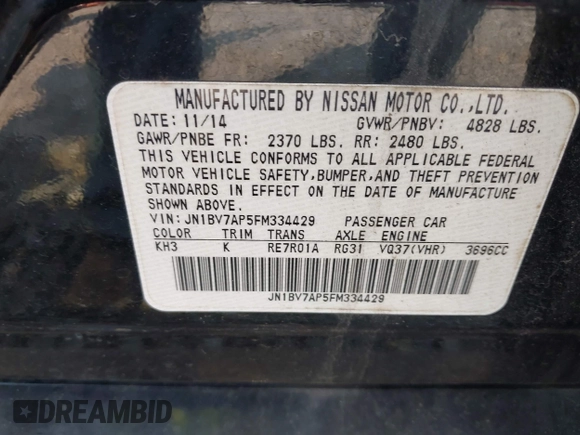 MANUFACTURED BY NISSAN MOTOR CO.,LTD.
DATE: 11/14 GVWR/PNBV: 4828 LBS.
GAWR/PNBE FR: 2370 LBS. RR: 2480 LBS.
THIS VEHICLE CONFORMS TO ALL APPLICABLE FEDERAL
MOTOR VEHICLE SAFETY,BUMPER,AND THEFT PREVENTION
STANDARDS IN EFFECT ON THE DATE OF MANUFACTURE
SHOWN ABOVE.
VIN: JN1BV7AP5FM334429 PASSENGER CAR
COLOR TRIM TRANS AXLE ENGINE
KH3 K RE7R01A RG31 VQ37(VHR) 3696CC
JN1BV7AP5FM334429
DREAMBID